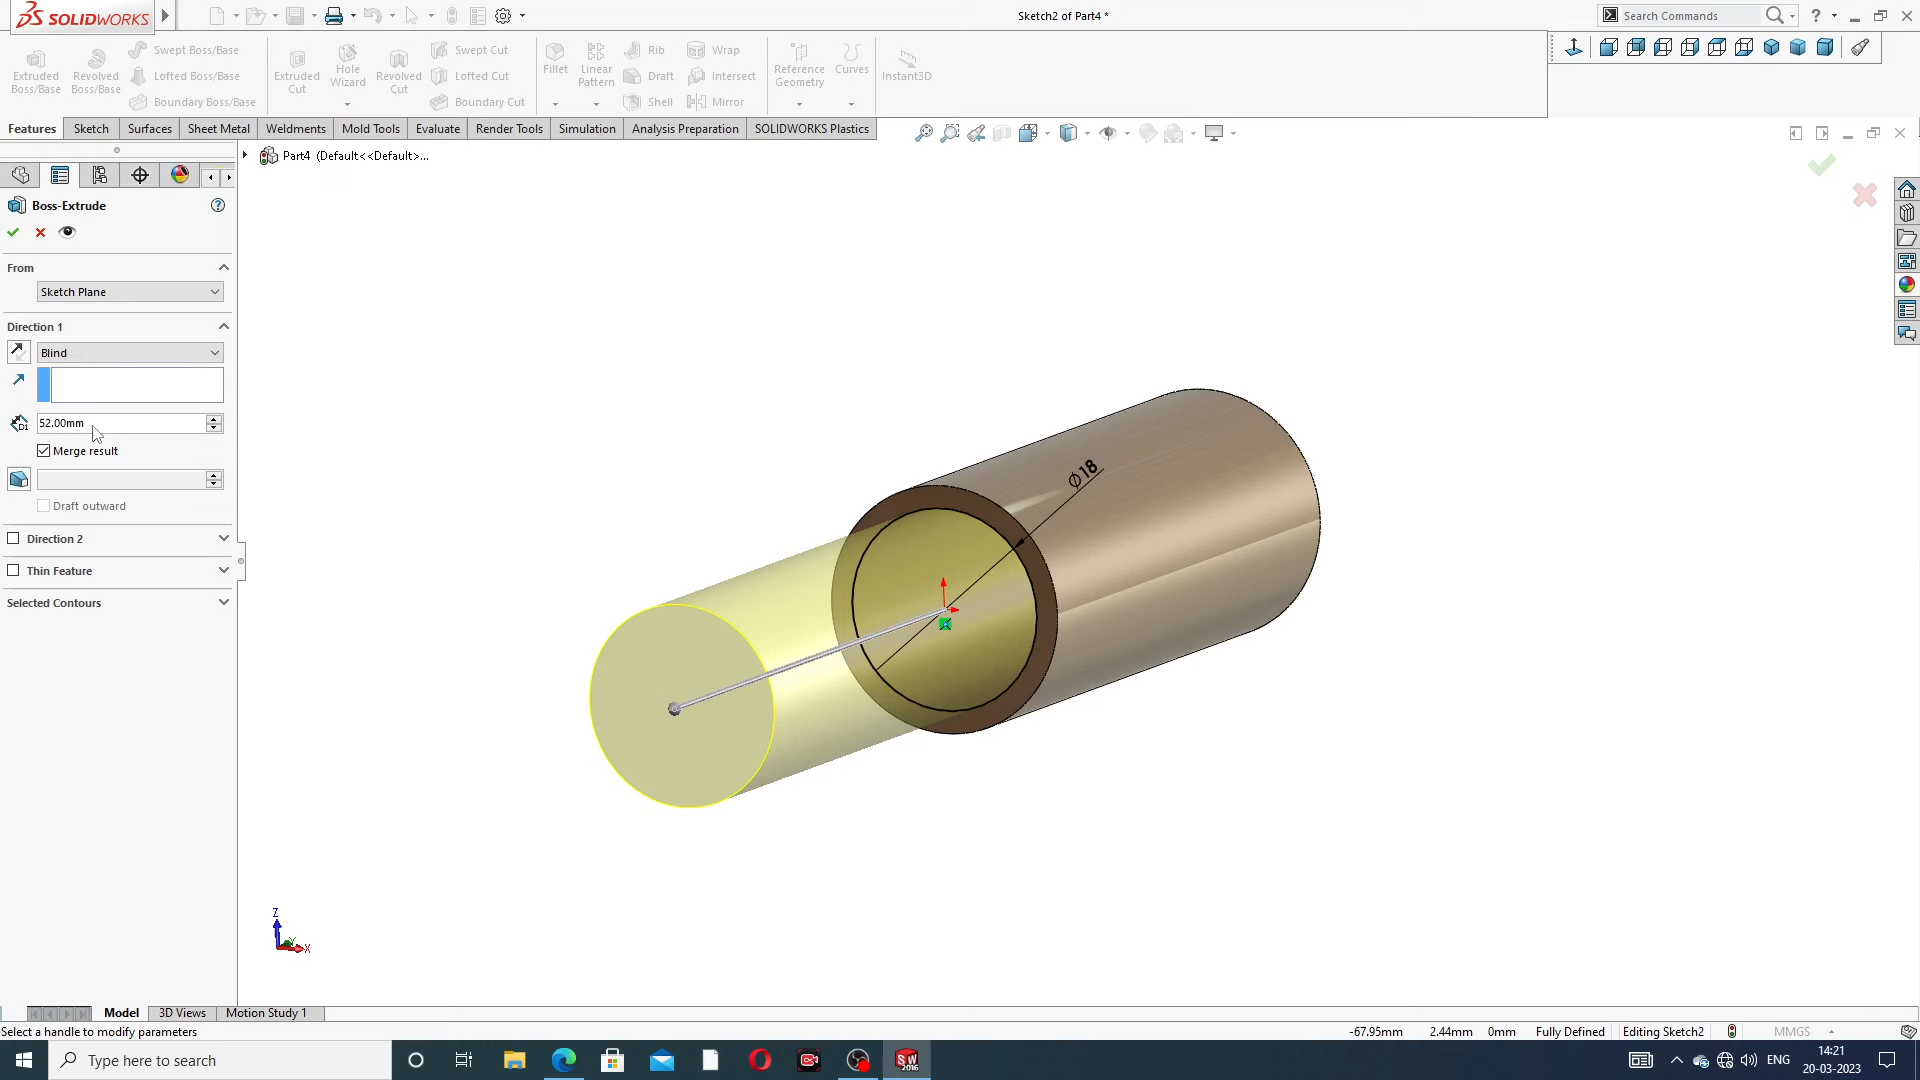 SOLIDWORKS
Sketch2 of Part4 *
Search Commands
Extruded Boss/Base
Revolved Boss/Base
Swept Boss/Base
Lofted Boss/Base
Boundary Boss/Base
Extruded Cut
Hole Wizard
Revolved Cut
Swept Cut
Lofted Cut
Boundary Cut
Fillet
Linear Pattern
Rib
Draft
Shell
Wrap
Intersect
Mirror
Reference Geometry
Curves
Instant3D
Features Sketch Surfaces Sheet Metal Weldments Mold Tools Evaluate Render Tools Simulation Analysis Preparation SOLIDWORKS Plastics
Part4 (Default<<Default>...
Boss-Extrude
From
Sketch Plane
Direction 1
Blind
D1
52.00mm
Merge result
Draft outward
Direction 2
Thin Feature
Selected Contours
Ø18
Z
Y
X
Model 3D Views Motion Study 1
Select a handle to modify parameters
-67.95mm 2.44mm 0mm Fully Defined Editing Sketch2 MMGS
Type here to search
SW 2016
ENG
14:21
20-03-2023